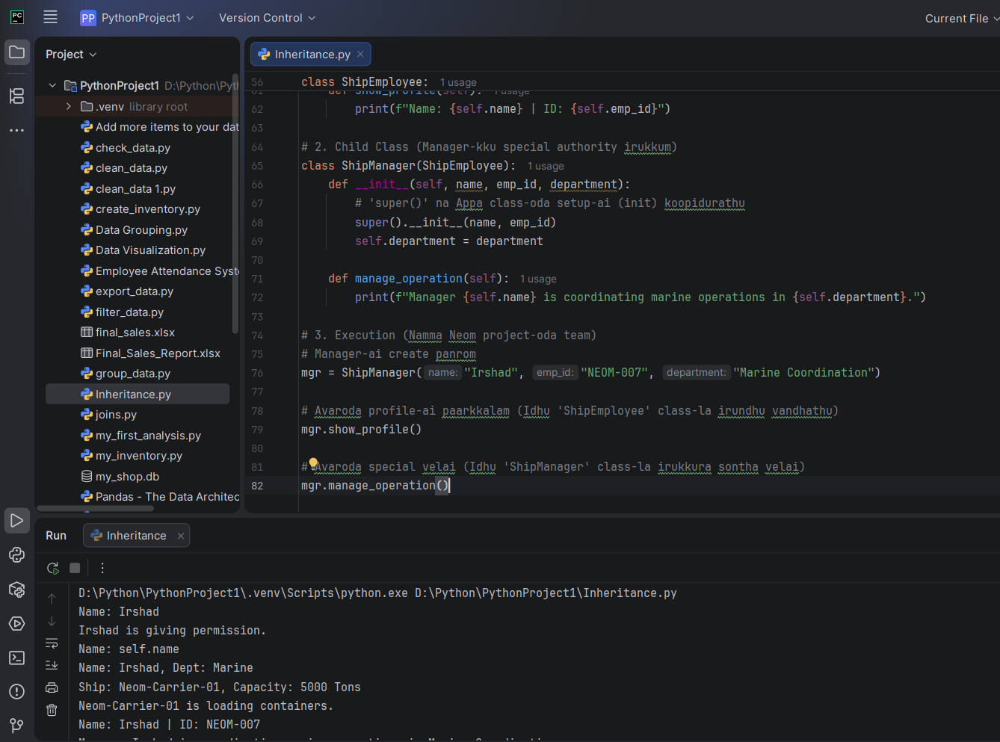 PC
PP PythonProject1 Version Control Current File
Project
Inheritance.py
PythonProject1 D:\Python\Pyth
.venv library root
Add more items to your dat
check_data.py
clean_data.py
clean_data 1.py
create_inventory.py
Data Grouping.py
Data Visualization.py
Employee Attendance Syst
export_data.py
filter_data.py
final_sales.xlsx
Final_Sales_Report.xlsx
group_data.py
Inheritance.py
joins.py
my_first_analysis.py
my_inventory.py
my_shop.db
Pandas - The Data Architec
56 class ShipEmployee: 1 usage
61 def show_profile(self): 1 usage
62 print(f"Name: {self.name} | ID: {self.emp_id}")
63
64 # 2. Child Class (Manager-kku special authority irukkum)
65 class ShipManager(ShipEmployee): 1 usage
66 def __init__(self, name, emp_id, department):
67 # 'super()' na Appa class-oda setup-ai (init) koopidurathu
68 super().__init__(name, emp_id)
69 self.department = department
70
71 def manage_operation(self): 1 usage
72 print(f"Manager {self.name} is coordinating marine operations in {self.department}.")
73
74 # 3. Execution (Namma Neom project-oda team)
75 # Manager-ai create panrom
76 mgr = ShipManager( name: "Irshad", emp_id: "NEOM-007", department: "Marine Coordination")
77
78 # Avaroda profile-ai paarkkalam (Idhu 'ShipEmployee' class-la irundhu vandhathu)
79 mgr.show_profile()
80
81 # Avaroda special velai (Idhu 'ShipManager' class-la irukkura sontha velai)
82 mgr.manage_operation()
Run Inheritance
D:\Python\PythonProject1\.venv\Scripts\python.exe D:\Python\PythonProject1\Inheritance.py
Name: Irshad
Irshad is giving permission.
Name: self.name
Name: Irshad, Dept: Marine
Ship: Neom-Carrier-01, Capacity: 5000 Tons
Neom-Carrier-01 is loading containers.
Name: Irshad | ID: NEOM-007